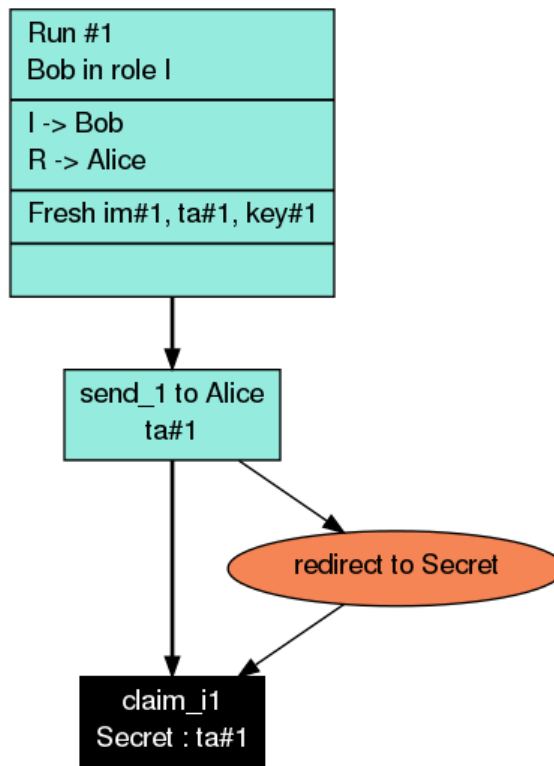 Run #1
Bob in role I
I -> Bob
R -> Alice
Fresh im#1, ta#1, key#1
send_1 to Alice
ta#1
redirect to Secret
claim_i1
Secret : ta#1